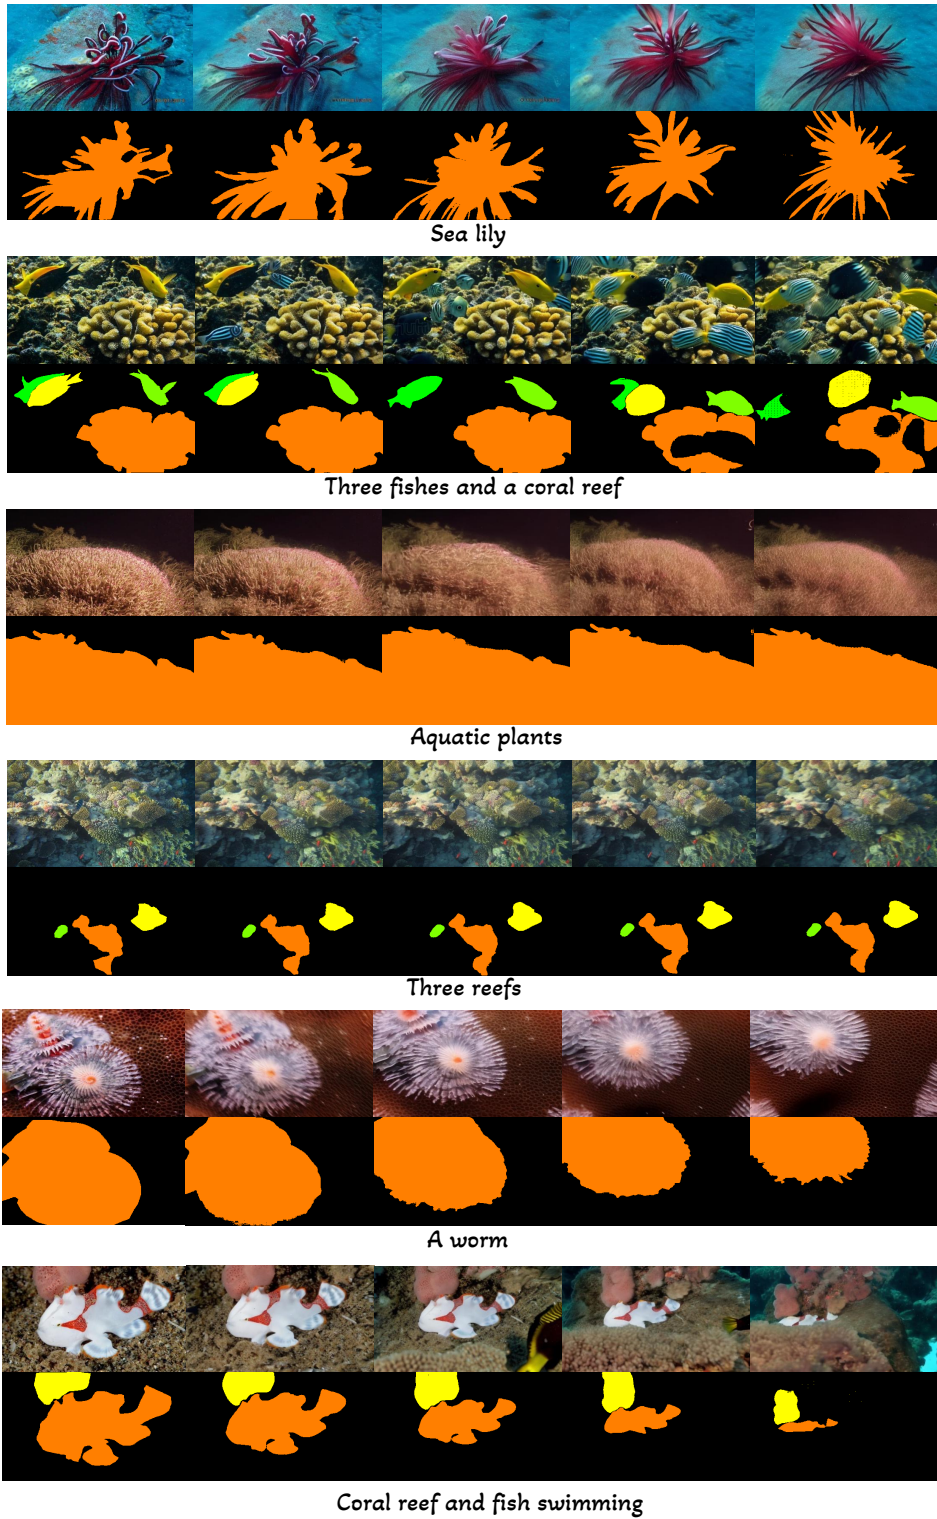 Sea lily
Three fishes and a coral reef
Aquatic plants
Three reefs
A worm
Coral reef and fish swimming